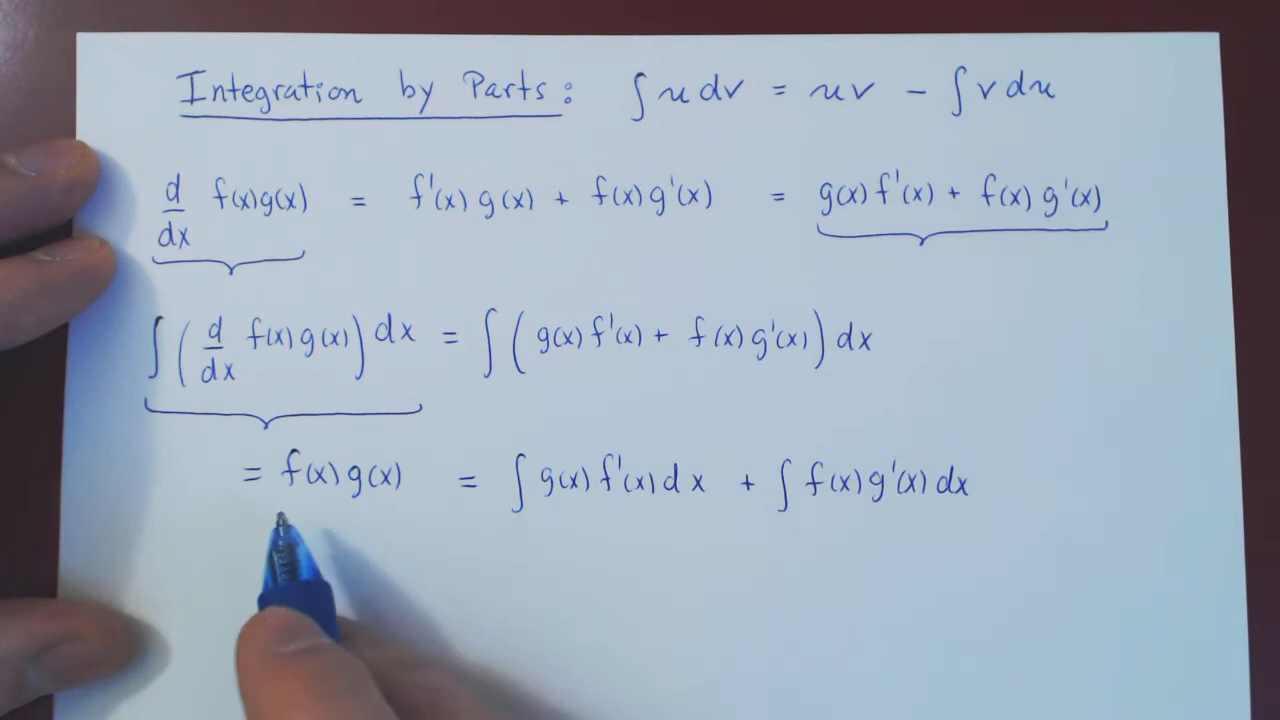 Integration by Parts: ∫ u dv = uv - ∫ v du
d/dx f(x)g(x) = f'(x) g(x) + f(x) g'(x) = g(x) f'(x) + f(x) g'(x)
∫ ( d/dx f(x) g(x) ) dx = ∫ ( g(x) f'(x) + f(x) g'(x) ) dx
= f(x) g(x) = ∫ g(x) f'(x) dx + ∫ f(x) g'(x) dx